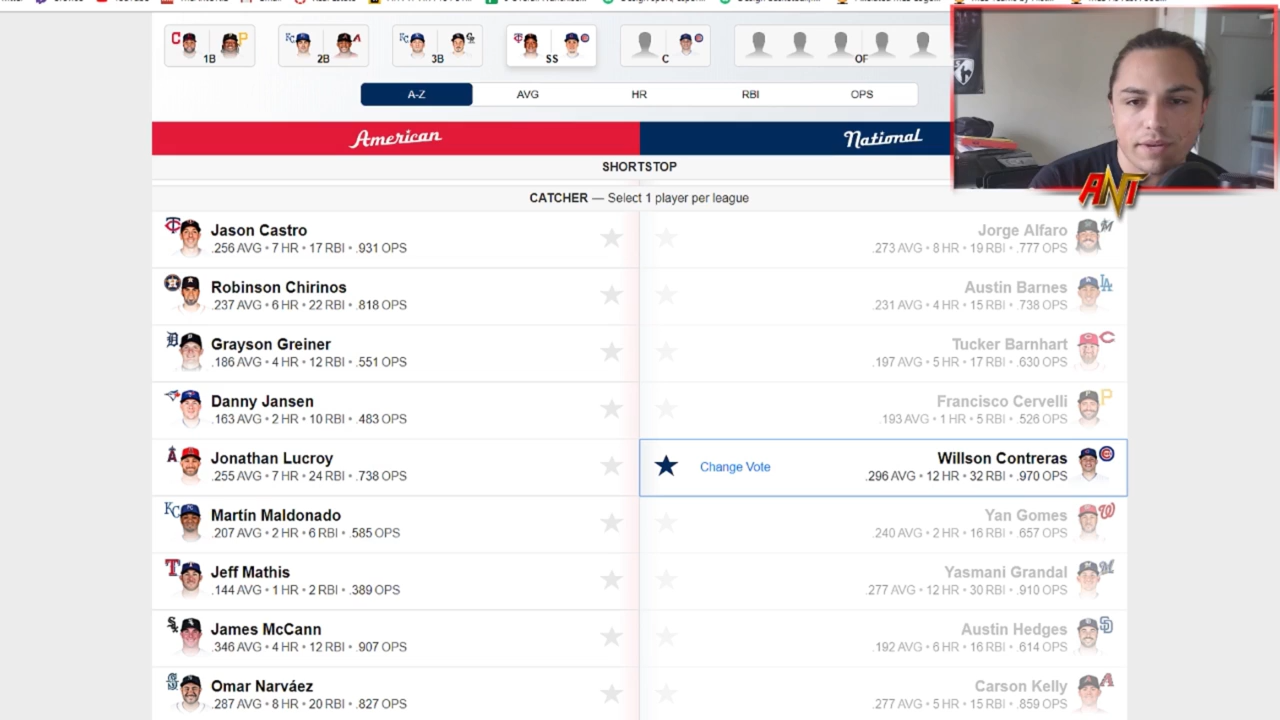 1B
2B
3B
SS
C
OF
A-Z
AVG
HR
RBI
OPS
American
National
SHORTSTOP
CATCHER — Select 1 player per league
ANT
Jason Castro
.256 AVG • 7 HR • 17 RBI • .931 OPS
Jorge Alfaro
.273 AVG • 8 HR • 19 RBI • .777 OPS
Robinson Chirinos
.237 AVG • 6 HR • 22 RBI • .818 OPS
Austin Barnes
.231 AVG • 4 HR • 15 RBI • .738 OPS
Grayson Greiner
.186 AVG • 4 HR • 12 RBI • .551 OPS
Tucker Barnhart
.197 AVG • 5 HR • 17 RBI • .630 OPS
Danny Jansen
.163 AVG • 2 HR • 10 RBI • .483 OPS
Francisco Cervelli
.193 AVG • 1 HR • 5 RBI • .526 OPS
Jonathan Lucroy
.255 AVG • 7 HR • 24 RBI • .738 OPS
Change Vote
Willson Contreras
.296 AVG • 12 HR • 32 RBI • .970 OPS
Martín Maldonado
.207 AVG • 2 HR • 6 RBI • .585 OPS
Yan Gomes
.240 AVG • 2 HR • 16 RBI • .657 OPS
Jeff Mathis
.144 AVG • 1 HR • 2 RBI • .389 OPS
Yasmani Grandal
.277 AVG • 12 HR • 30 RBI • .910 OPS
James McCann
.346 AVG • 4 HR • 12 RBI • .907 OPS
Austin Hedges
.192 AVG • 6 HR • 16 RBI • .614 OPS
Omar Narváez
.287 AVG • 8 HR • 20 RBI • .827 OPS
Carson Kelly
.277 AVG • 5 HR • 15 RBI • .859 OPS